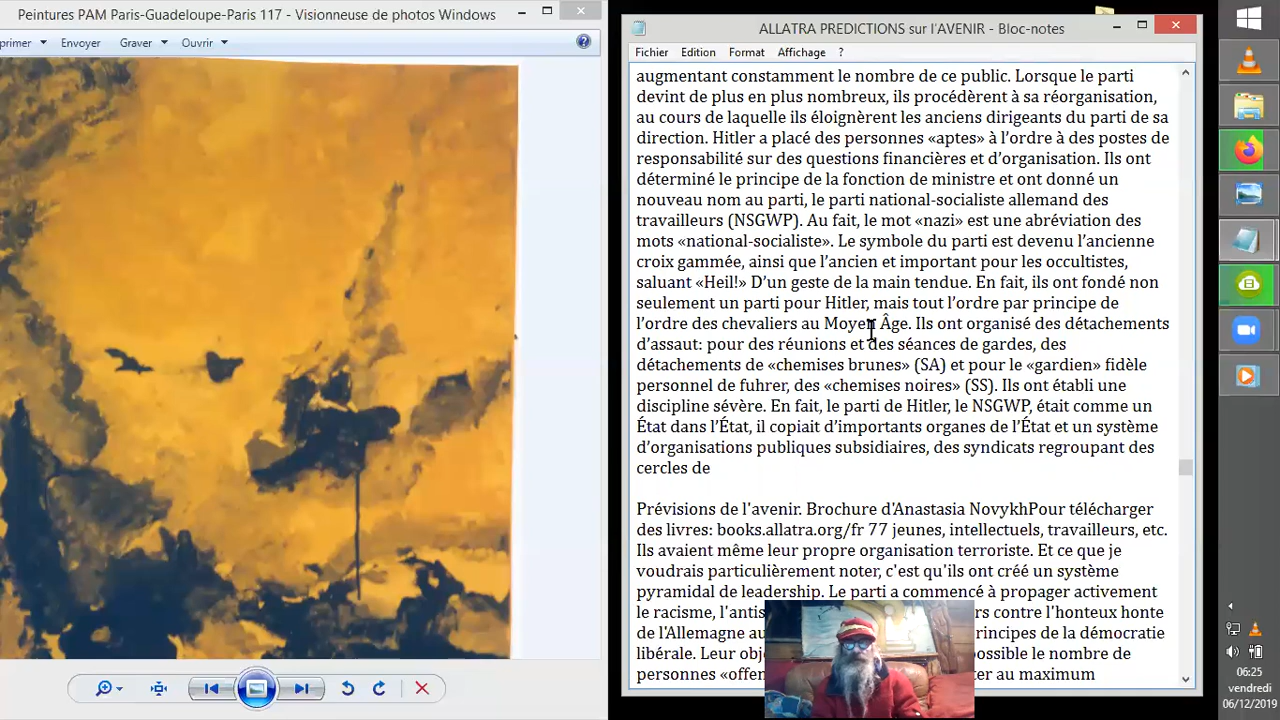 Peintures PAM Paris-Guadeloupe-Paris 117 - Visionneuse de photos Windows
primer Envoyer Graver Ouvrir
ALLATRA PREDICTIONS sur l'AVENIR - Bloc-notes
Fichier Edition Format Affichage ?
augmentant constamment le nombre de ce public. Lorsque le parti
devint de plus en plus nombreux, ils procédèrent à sa réorganisation,
au cours de laquelle ils éloignèrent les anciens dirigeants du parti de sa
direction. Hitler a placé des personnes «aptes» à l'ordre à des postes de
responsabilité sur des questions financières et d'organisation. Ils ont
déterminé le principe de la fonction de ministre et ont donné un
nouveau nom au parti, le parti national-socialiste allemand des
travailleurs (NSGWP). Au fait, le mot «nazi» est une abréviation des
mots «national-socialiste». Le symbole du parti est devenu l'ancienne
croix gammée, ainsi que l'ancien et important pour les occultistes,
saluant «Heil!» D'un geste de la main tendue. En fait, ils ont fondé non
seulement un parti pour Hitler, mais tout l'ordre par principe de
l'ordre des chevaliers au Moyen Âge. Ils ont organisé des détachements
d'assaut: pour des réunions et des séances de gardes, des
détachements de «chemises brunes» (SA) et pour le «gardien» fidèle
personnel de fuhrer, des «chemises noires» (SS). Ils ont établi une
discipline sévère. En fait, le parti de Hitler, le NSGWP, était comme un
État dans l'État, il copiait d'importants organes de l'État et un système
d'organisations publiques subsidiaires, des syndicats regroupant des
cercles de
Prévisions de l'avenir. Brochure d'Anastasia NovykhPour télécharger
des livres: books.allatra.org/fr 77 jeunes, intellectuels, travailleurs, etc.
Ils avaient même leur propre organisation terroriste. Et ce que je
voudrais particulièrement noter, c'est qu'ils ont créé un système
pyramidal de leadership. Le parti a commencé à propager activement
le racisme, l'antis rs contre l'honteux honte
de l'Allemagne au rincipes de la démocratie
libérale. Leur obj ossible le nombre de
personnes «offen ter au maximum
06:25
vendredi
06/12/2019